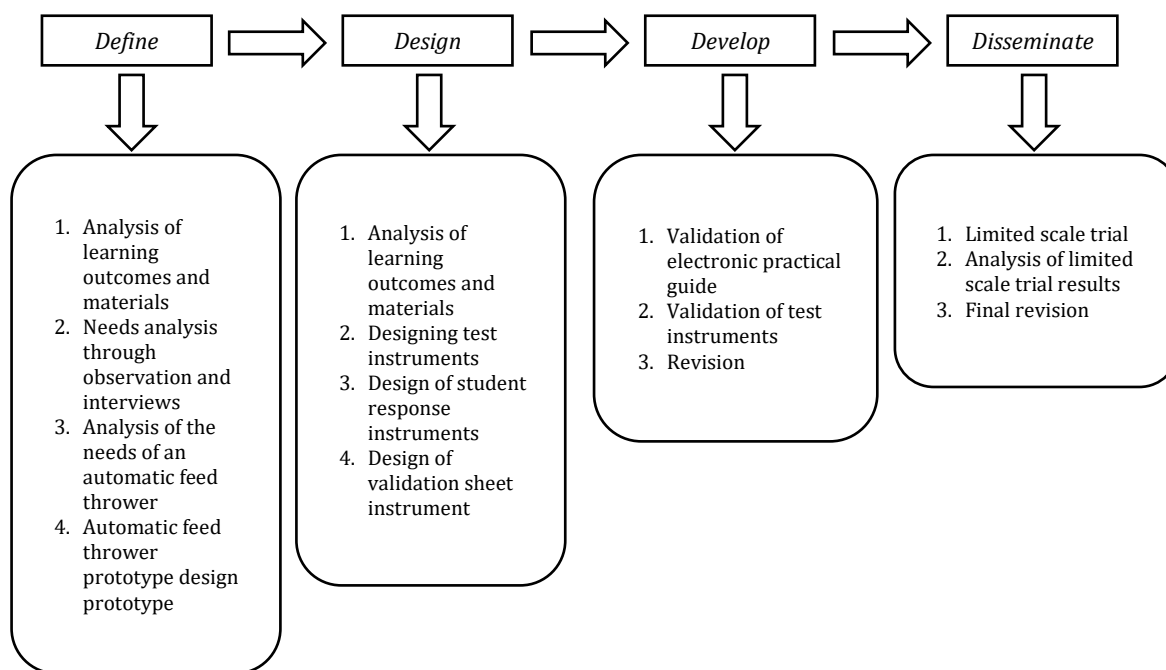 Define
Design
Develop
Disseminate
1. Analysis of
learning
outcomes and
materials
2. Needs analysis
through
observation and
interviews
3. Analysis of the
needs of an
automatic feed
thrower
4. Automatic feed
thrower
prototype design
prototype
1. Analysis of
learning
outcomes and
materials
2. Designing test
instruments
3. Design of student
response
instruments
4. Design of
validation sheet
instrument
1. Validation of
electronic practical
guide
2. Validation of test
instruments
3. Revision
1. Limited scale trial
2. Analysis of limited
scale trial results
3. Final revision